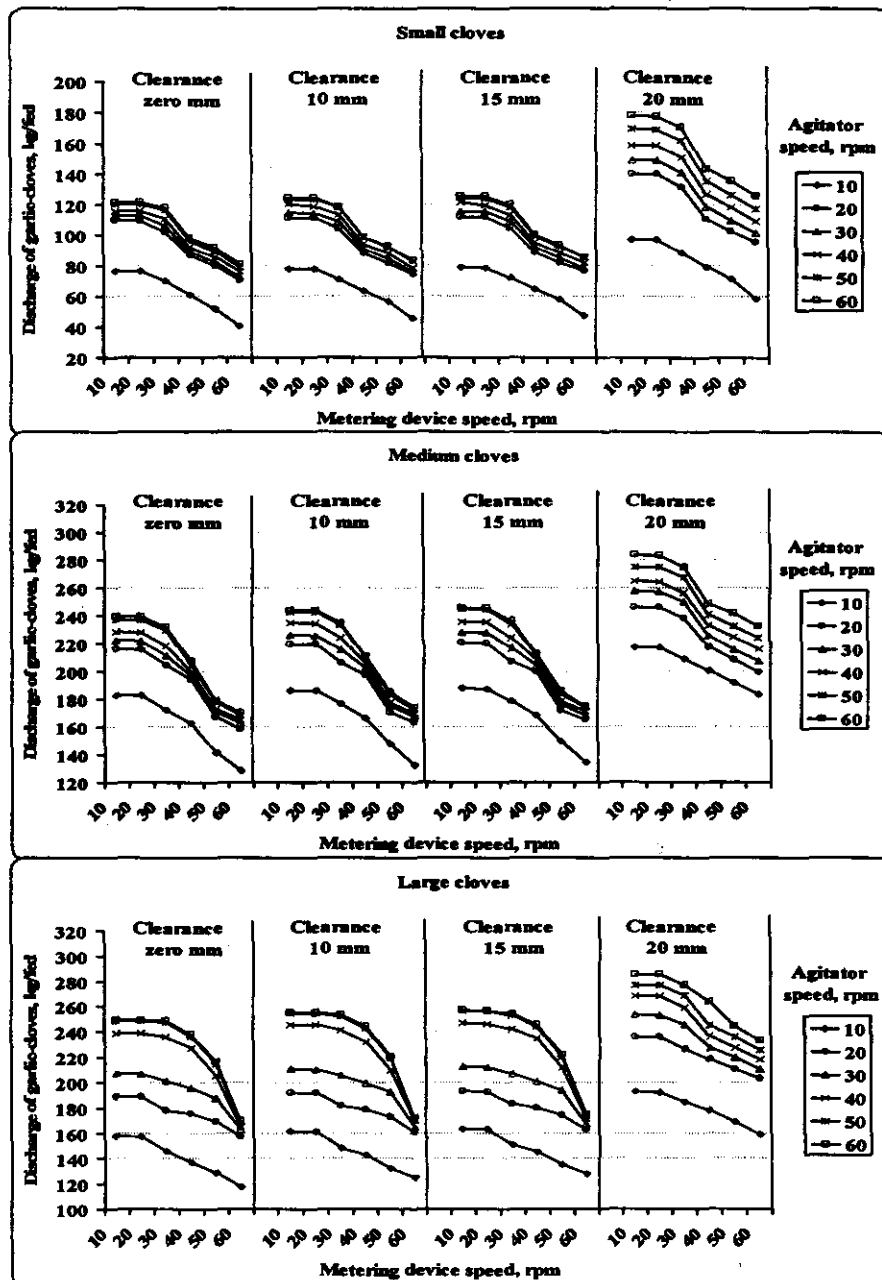 Small cloves
Clearance zero mm
Clearance 10 mm
Clearance 15 mm
Clearance 20 mm
200
180
160
140
120
100
80
60
40
20
Discharge of garlic-cloves, kg/fed
10 20 30 40 50 60 10 20 30 40 50 60 10 20 30 40 50 60 10 20 30 40 50 60
Metering device speed, rpm
Agitator
speed, rpm
10
20
30
40
50
60
Medium cloves
Clearance zero mm
Clearance 10 mm
Clearance 15 mm
Clearance 20 mm
320
300
280
260
240
220
200
180
160
140
120
Discharge of garlic-cloves, kg/fed
10 20 30 40 50 60 10 20 30 40 50 60 10 20 30 40 50 60 10 20 30 40 50 60
Metering device speed, rpm
Agitator
speed, rpm
10
20
30
40
50
60
Large cloves
Clearance zero mm
Clearance 10 mm
Clearance 15 mm
Clearance 20 mm
320
300
280
260
240
220
200
180
160
140
120
100
Discharge of garlic-cloves, kg/fed
10 20 30 40 50 60 10 20 30 40 50 60 10 20 30 40 50 60 10 20 30 40 50 60
Metering device speed, rpm
Agitator
speed, rpm
10
20
30
40
50
60